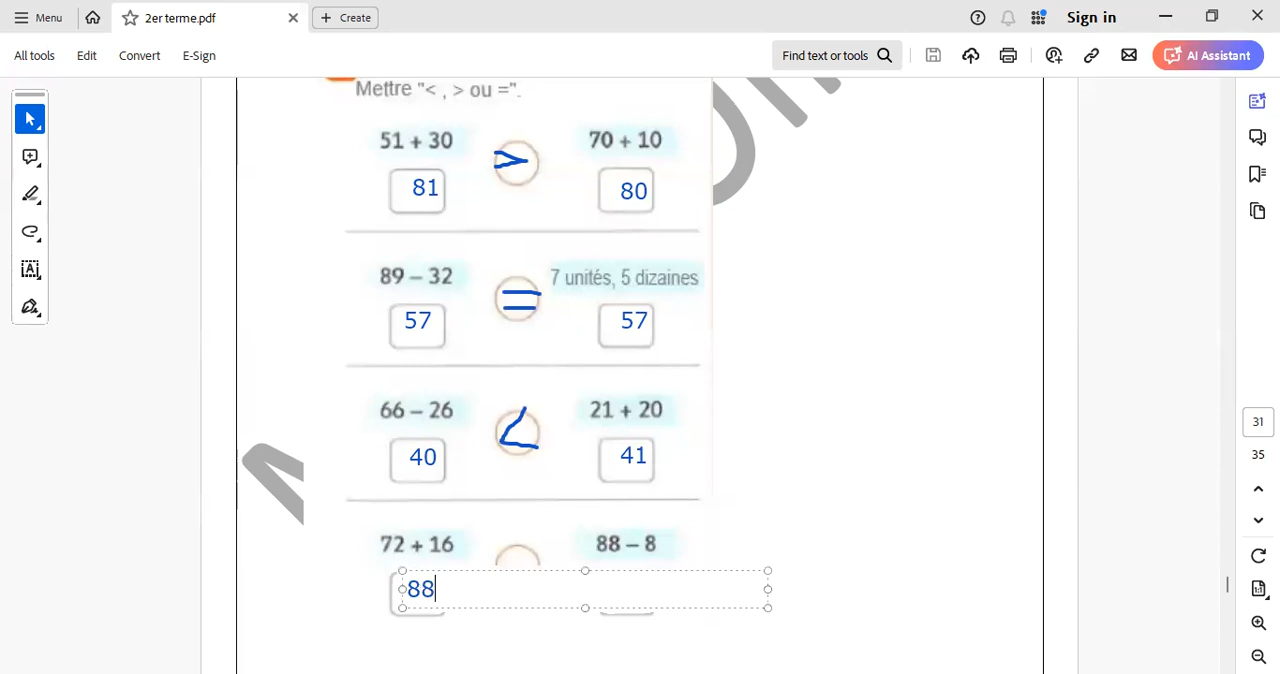 Menu
2er terme.pdf
Create
Sign in
All tools
Edit
Convert
E-Sign
Find text or tools
AI Assistant
Mettre "< , > ou =".
51 + 30 > 70 + 10
81 80
89 – 32 = 7 unités, 5 dizaines
57 57
66 – 26 < 21 + 20
40 41
72 + 16 88 – 8
88
31
35